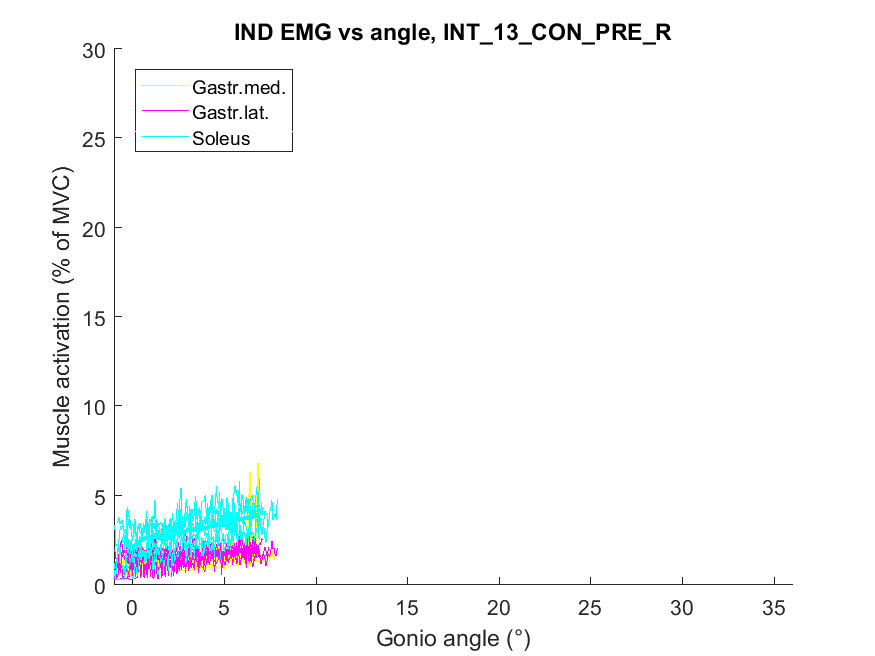 IND EMG vs angle, INT_13_CON_PRE_R
30
25
20
15
10
5
0
Muscle activation (% of MVC)
Gastr.med.
Gastr.lat.
Soleus
0 5 10 15 20 25 30 35
Gonio angle (°)